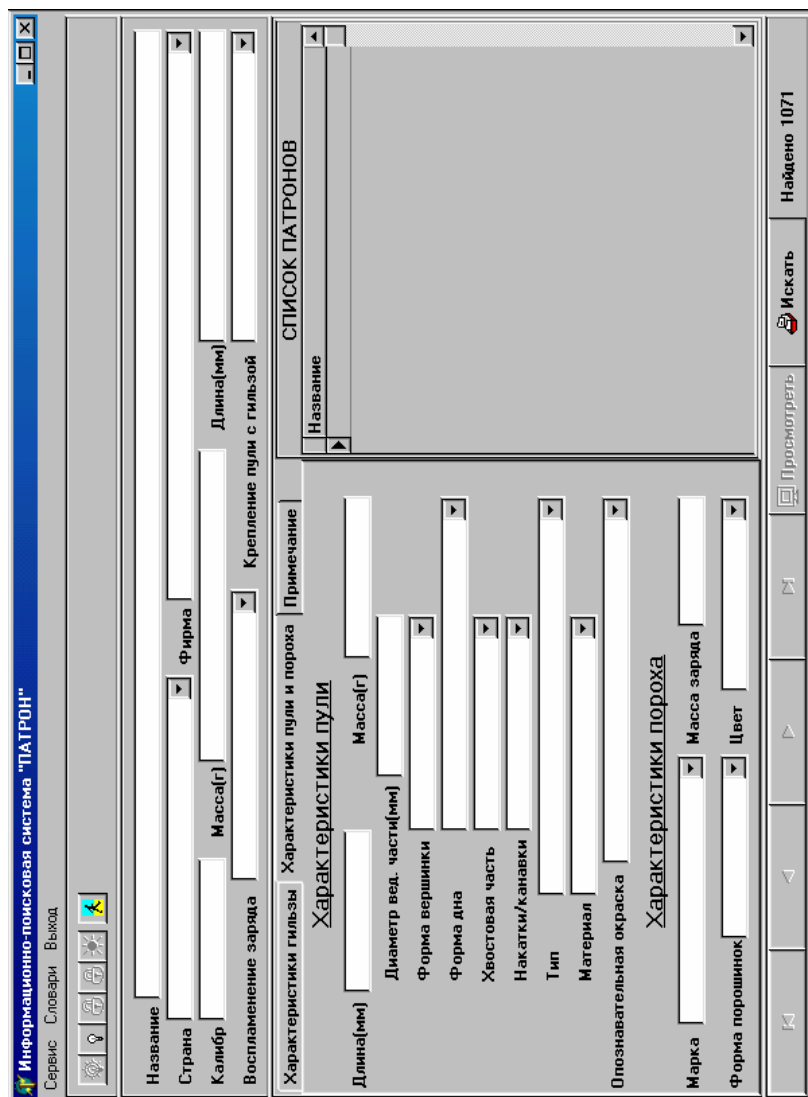 Информационно-поисковая система "ПАТРОН"
Сервис Словари Выход
Название
Страна Фирма
Калибр Масса(г) Длина(мм)
Воспламенение заряда Крепление пули с гильзой
Характеристики гильзы Характеристики пули и пороха Примечание
Характеристики пули
Длина(мм) Масса(г)
Диаметр вед. части(мм)
Форма вершинки
Форма дна
Хвостовая часть
Накатки/канавки
Тип
Материал
Опознавательная окраска
Характеристики пороха
Марка Масса заряда
Форма порошинок Цвет
СПИСОК ПАТРОНОВ
Название
Просмотреть Искать Найдено 1071